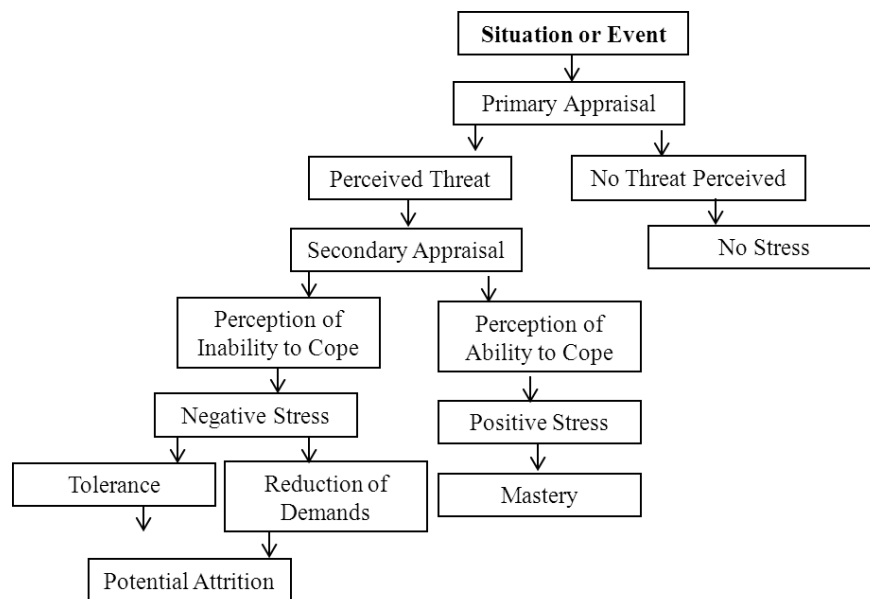 Situation or Event
Primary Appraisal
Perceived Threat
No Threat Perceived
Secondary Appraisal
No Stress
Perception of
Inability to Cope
Perception of
Ability to Cope
Negative Stress
Positive Stress
Tolerance
Reduction of
Demands
Mastery
Potential Attrition